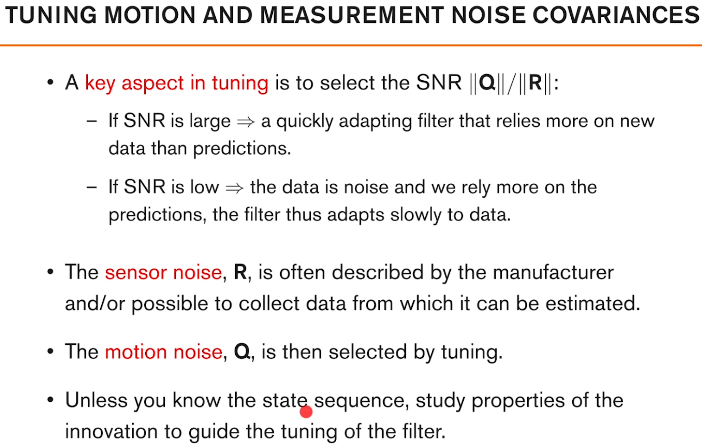 TUNING MOTION AND MEASUREMENT NOISE COVARIANCES
• A key aspect in tuning is to select the SNR ||Q||/||R||:
– If SNR is large ⇒ a quickly adapting filter that relies more on new
data than predictions.
– If SNR is low ⇒ the data is noise and we rely more on the
predictions, the filter thus adapts slowly to data.
• The sensor noise, R, is often described by the manufacturer
and/or possible to collect data from which it can be estimated.
• The motion noise, Q, is then selected by tuning.
• Unless you know the state sequence, study properties of the
innovation to guide the tuning of the filter.